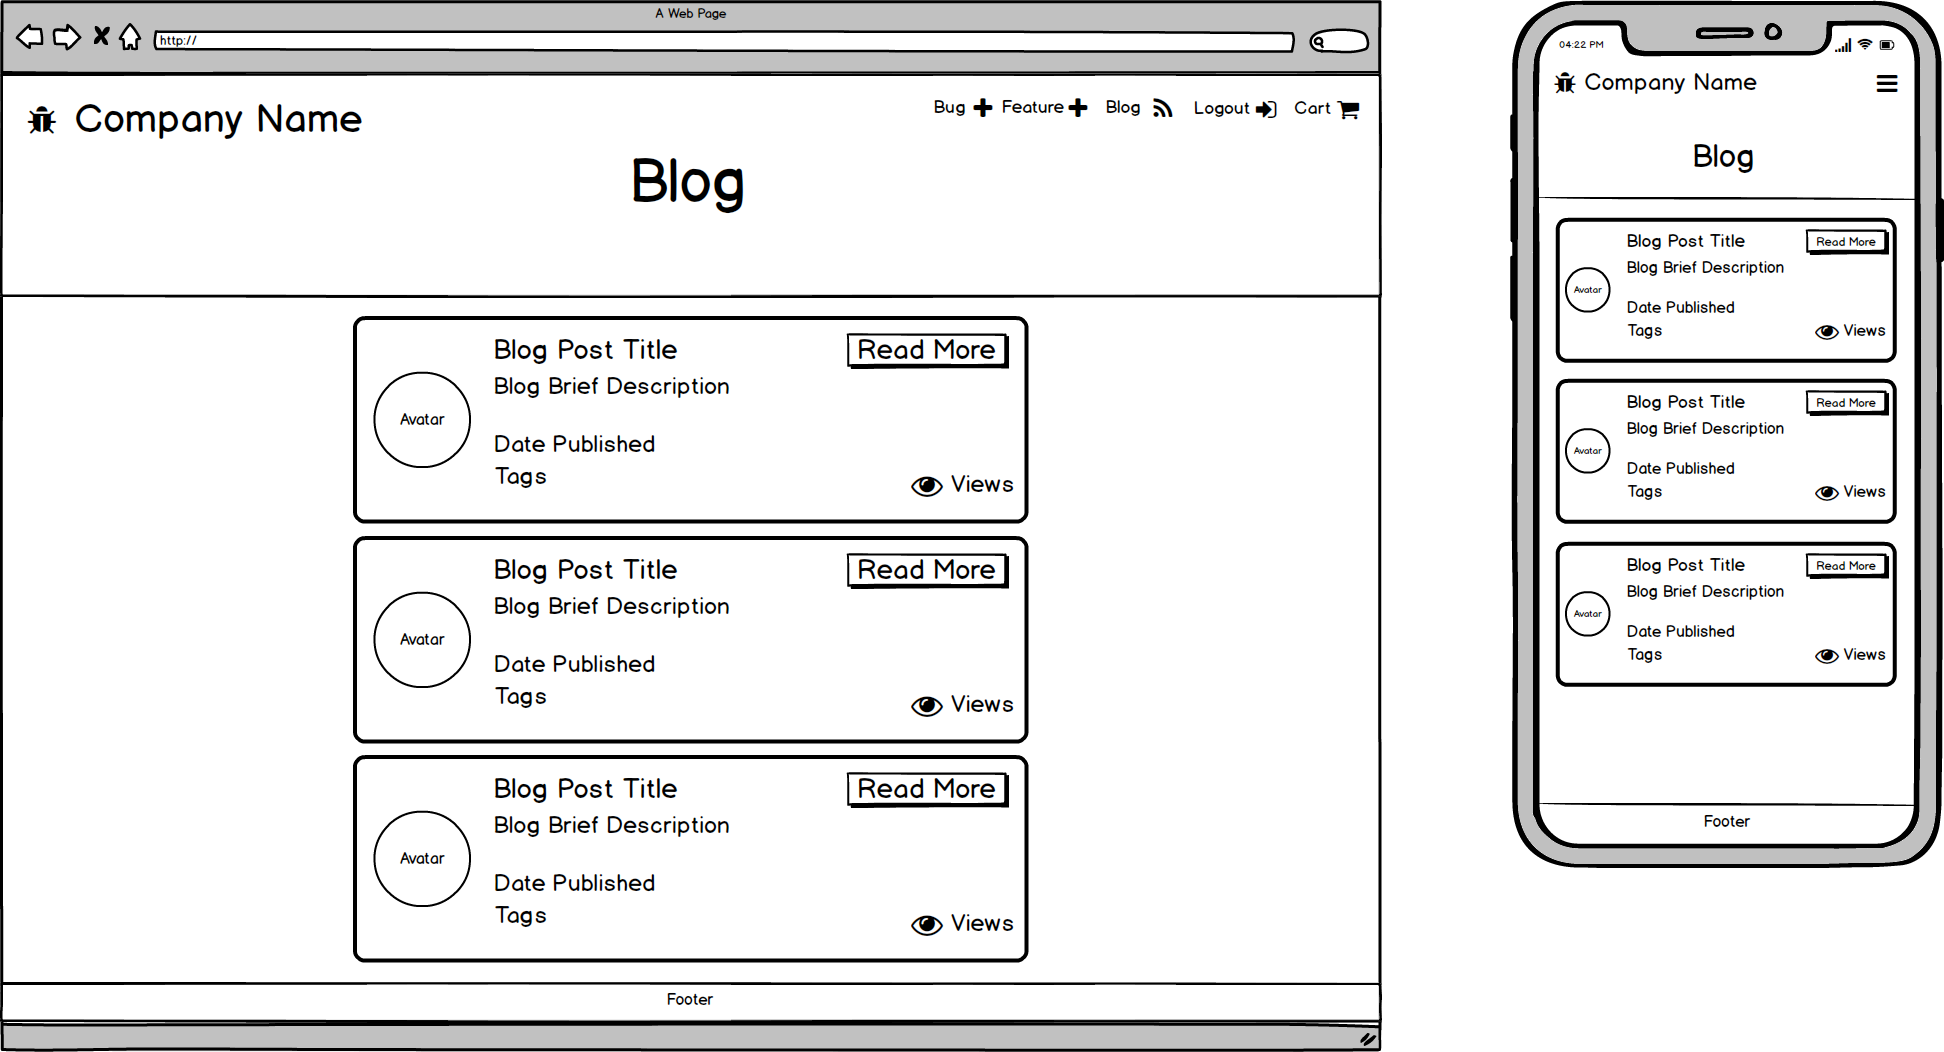 A Web Page
http://
Company Name
Bug Feature Blog Logout Cart
Blog
Blog Post Title
Read More
Blog Brief Description
Avatar
Date Published
Tags
Views
Blog Post Title
Read More
Blog Brief Description
Avatar
Date Published
Tags
Views
Blog Post Title
Read More
Blog Brief Description
Avatar
Date Published
Tags
Views
Footer
04:22 PM
Company Name
Blog
Blog Post Title
Read More
Blog Brief Description
Avatar
Date Published
Tags
Views
Blog Post Title
Read More
Blog Brief Description
Avatar
Date Published
Tags
Views
Blog Post Title
Read More
Blog Brief Description
Avatar
Date Published
Tags
Views
Footer